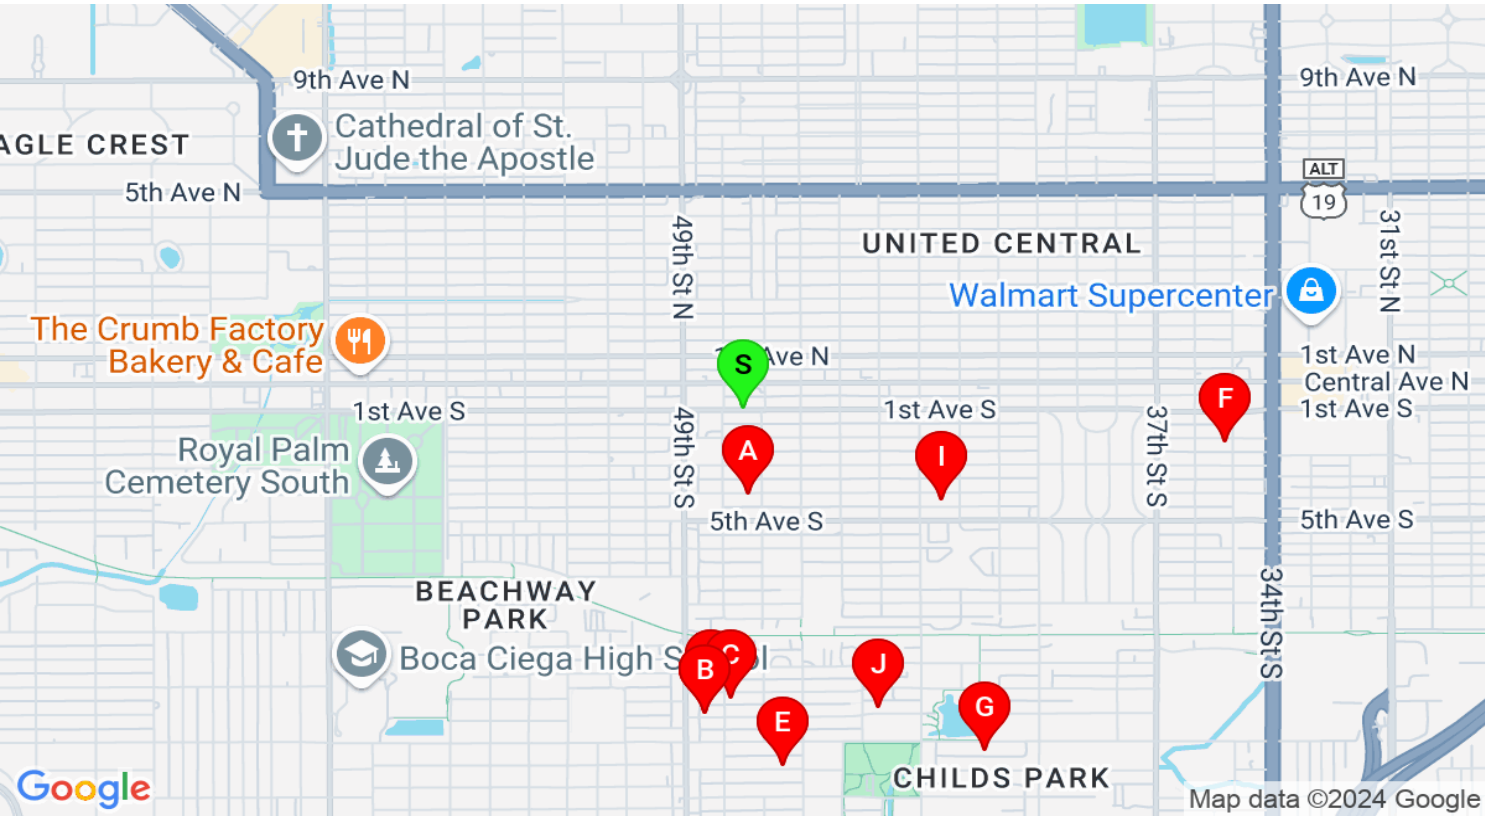 9th Ave N
9th Ave N
Cathedral of St.
Jude the Apostle
AGLE CREST
ALT
19
5th Ave N
49th St N
31st St N
UNITED CENTRAL
Walmart Supercenter
The Crumb Factory
Bakery & Cafe
S
Ave N
1st Ave N
Central Ave N
1st Ave S
F
1st Ave S
1st Ave S
49th St S
37th St S
A
I
Royal Palm
Cemetery South
5th Ave S
5th Ave S
34th St S
BEACHWAY
PARK
Boca Ciega High S
l
C
B
J
E
G
CHILDS PARK
Google
Map data ©2024 Google